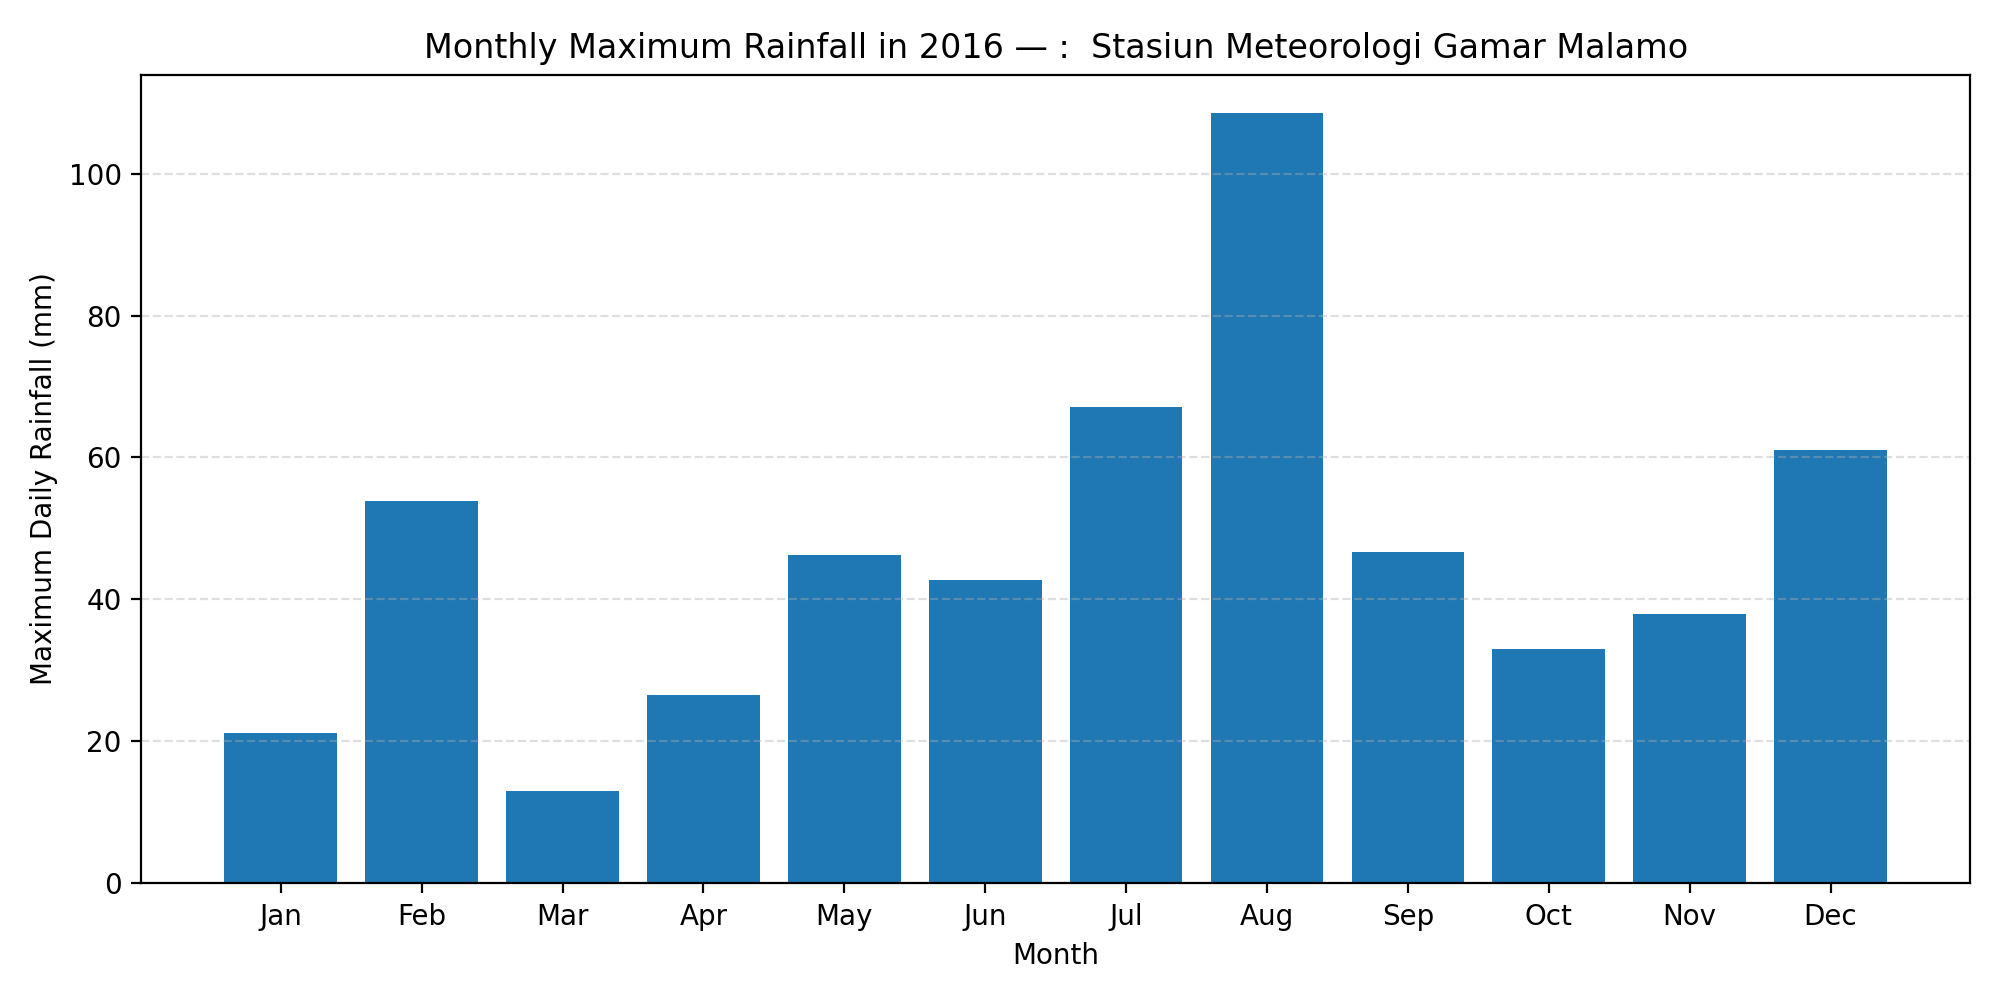 Monthly Maximum Rainfall in 2016 — :  Stasiun Meteorologi Gamar Malamo
Maximum Daily Rainfall (mm)
100
80
60
40
20
0
Jan Feb Mar Apr May Jun Jul Aug Sep Oct Nov Dec
Month